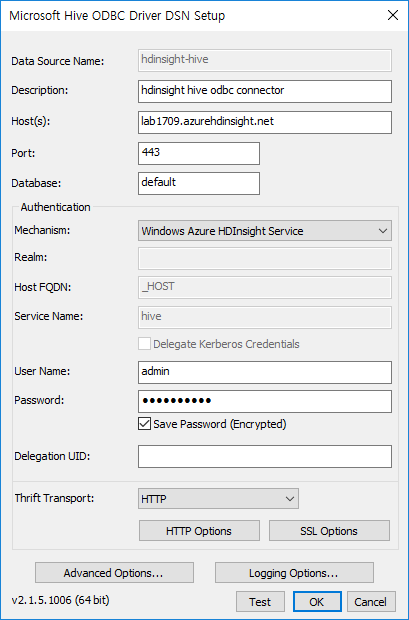 Microsoft Hive ODBC Driver DSN Setup
Data Source Name: hdinsight-hive
Description: hdinsight hive odbc connector
Host(s): lab1709.azurehdinsight.net
Port: 443
Database: default
Authentication
Mechanism: Windows Azure HDInsight Service
Realm:
Host FQDN: _HOST
Service Name: hive
Delegate Kerberos Credentials
User Name: admin
Password: ●●●●●●●●●●
Save Password (Encrypted)
Delegation UID:
Thrift Transport: HTTP
HTTP Options SSL Options
Advanced Options... Logging Options...
v2.1.5.1006 (64 bit) Test OK Cancel